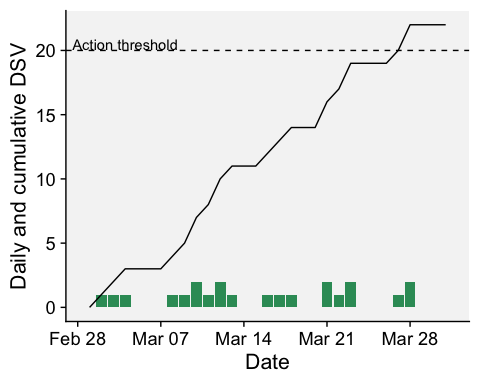 Action threshold
20
15
10
5
0
Daily and cumulative DSV
Feb 28 Mar 07 Mar 14 Mar 21 Mar 28
Date